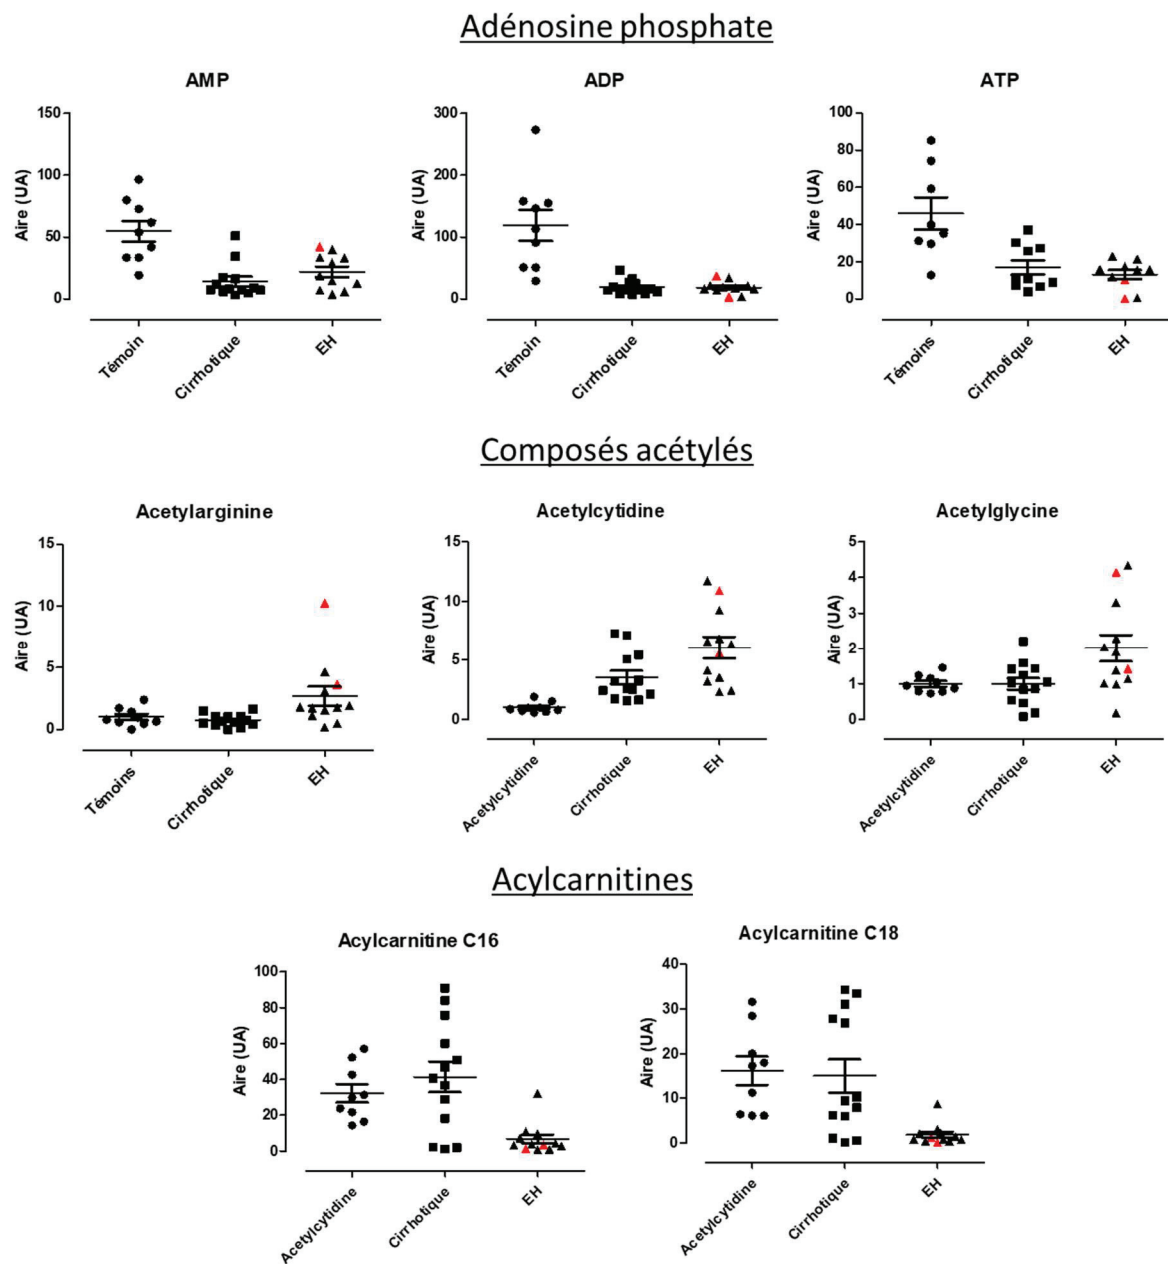 Adénosine phosphate
AMP
ADP
ATP
150
100
50
0
Aire (UA)
Témoin
Cirrhotique
EH
300
200
100
0
Aire (UA)
Témoin
Cirrhotique
EH
100
80
60
40
20
0
Aire (UA)
Témoins
Cirrhotique
EH
Composés acétylés
Acetylarginine
Acetylcytidine
Acetylglycine
15
10
5
0
Aire (UA)
Témoins
Cirrhotique
EH
15
10
5
0
Aire (UA)
Acetylcytidine
Cirrhotique
EH
5
4
3
2
1
0
Aire (UA)
Acetylcytidine
Cirrhotique
EH
Acylcarnitines
Acylcarnitine C16
Acylcarnitine C18
100
80
60
40
20
0
Aire (UA)
Acetylcytidine
Cirrhotique
EH
40
30
20
10
0
Aire (UA)
Acetylcytidine
Cirrhotique
EH